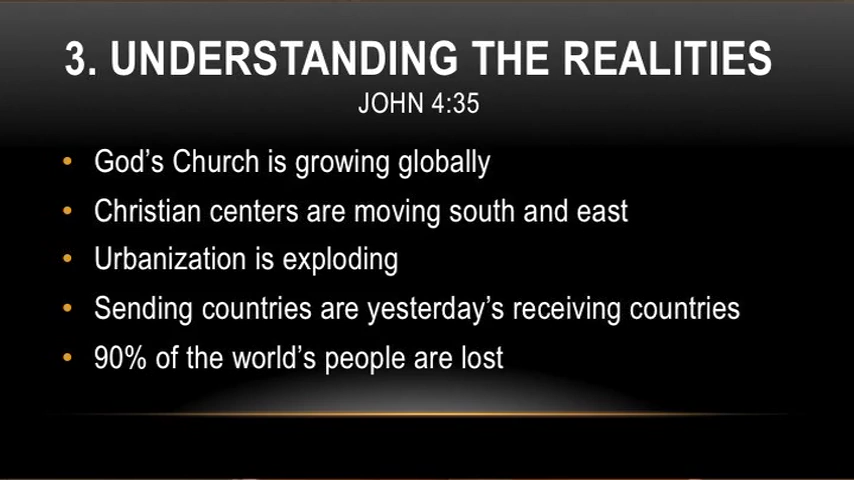 3. UNDERSTANDING THE REALITIES
JOHN 4:35
• God’s Church is growing globally
• Christian centers are moving south and east
• Urbanization is exploding
• Sending countries are yesterday’s receiving countries
• 90% of the world’s people are lost